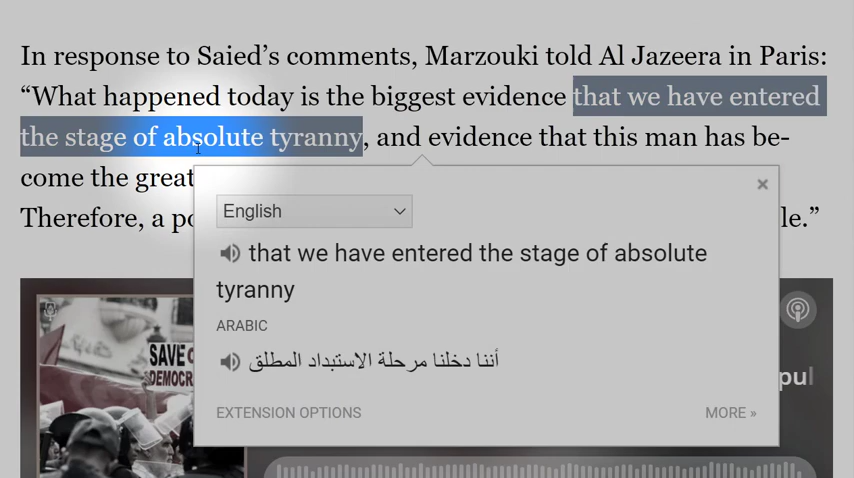 In response to Saied’s comments, Marzouki told Al Jazeera in Paris:
“What happened today is the biggest evidence that we have entered
the stage of absolute tyranny, and evidence that this man has be-
come the great
Therefore, a po
le.”
English
that we have entered the stage of absolute
tyranny
ARABIC
أننا دخلنا مرحلة الاستبداد المطلق
EXTENSION OPTIONS
MORE »
SAVE
DEMOCR
pul